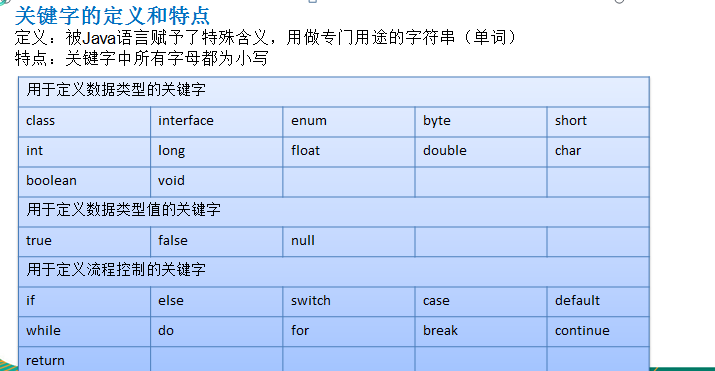 关键字的定义和特点
定义：被Java语言赋予了特殊含义，用做专门用途的字符串（单词）
特点：关键字中所有字母都为小写
用于定义数据类型的关键字
class interface enum byte short
int long float double char
boolean void
用于定义数据类型值的关键字
true false null
用于定义流程控制的关键字
if else switch case default
while do for break continue
return